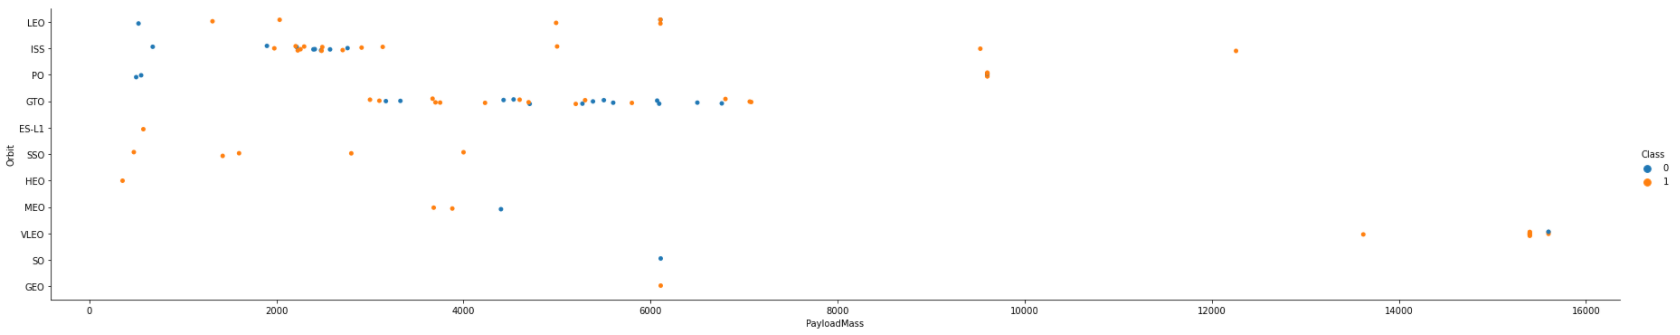 LEO
ISS
PO
GTO
ES-L1
SSO
HEO
MEO
VLEO
SO
GEO
Orbit
0 2000 4000 6000 8000 10000 12000 14000 16000
PayloadMass
Class
0
1